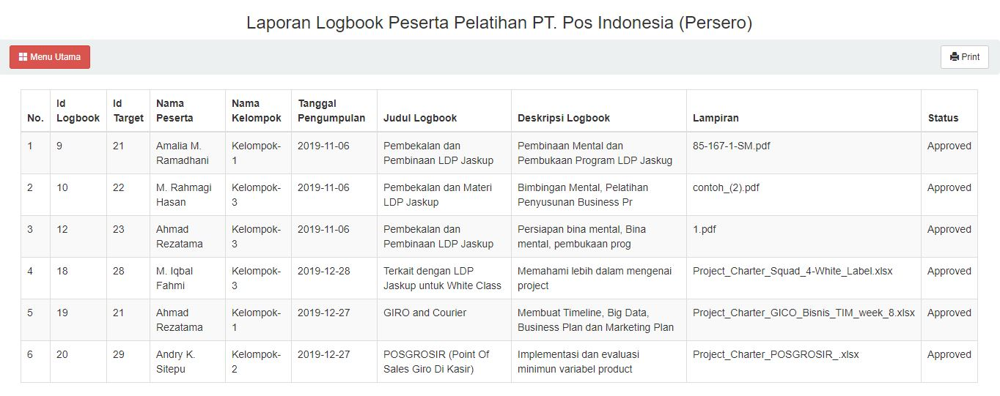 Laporan Logbook Peserta Pelatihan PT. Pos Indonesia (Persero)
Menu Utama
Print
No. Id Logbook Id Target Nama Peserta Nama Kelompok Tanggal Pengumpulan Judul Logbook Deskripsi Logbook Lampiran Status
1 9 21 Amalia M. Ramadhani Kelompok-1 2019-11-06 Pembekalan dan Pembinaan LDP Jaskup Pembinaan Mental dan Pembukaan Program LDP Jaskug 85-167-1-SM.pdf Approved
2 10 22 M. Rahmagi Hasan Kelompok-3 2019-11-06 Pembekalan dan Materi LDP Jaskup Bimbingan Mental, Pelatihan Penyusunan Business Pr contoh_(2).pdf Approved
3 12 23 Ahmad Rezatama Kelompok-3 2019-11-06 Pembekalan dan Pembinaan LDP Jaskup Persiapan bina mental, Bina mental, pembukaan prog 1.pdf Approved
4 18 28 M. Iqbal Fahmi Kelompok-3 2019-12-28 Terkait dengan LDP Jaskup untuk White Class Memahami lebih dalam mengenai project Project_Charter_Squad_4-White_Label.xlsx Approved
5 19 21 Ahmad Rezatama Kelompok-1 2019-12-27 GIRO and Courier Membuat Timeline, Big Data, Business Plan dan Marketing Plan Project_Charter_GICO_Bisnis_TIM_week_8.xlsx Approved
6 20 29 Andry K. Sitepu Kelompok-2 2019-12-27 POSGROSIR (Point Of Sales Giro Di Kasir) Implementasi dan evaluasi minimun variabel product Project_Charter_POSGROSIR_.xlsx Approved